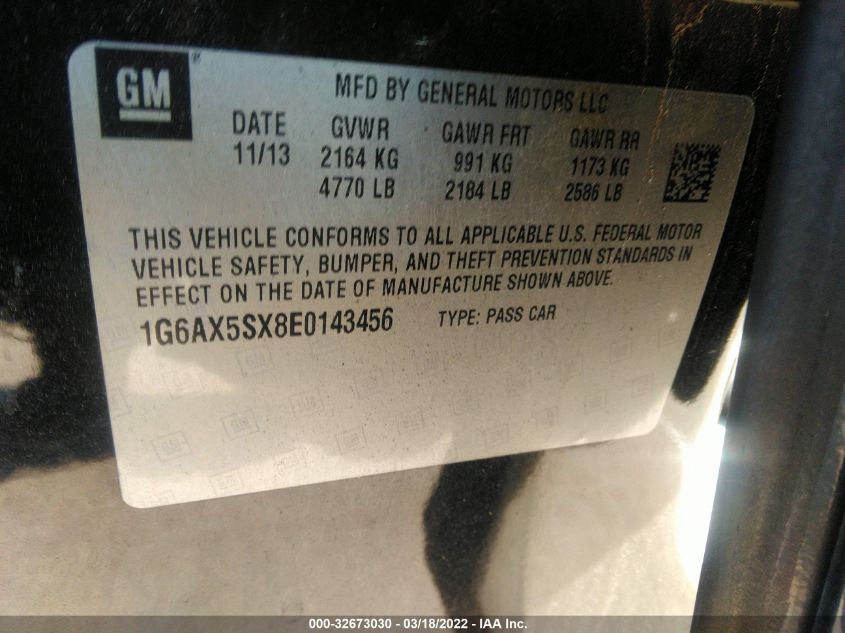 GM
MFD BY GENERAL MOTORS LLC
DATE GVWR GAWR FRT GAWR RR
11/13 2164 KG 991 KG 1173 KG
4770 LB 2184 LB 2586 LB
THIS VEHICLE CONFORMS TO ALL APPLICABLE U.S. FEDERAL MOTOR
VEHICLE SAFETY, BUMPER, AND THEFT PREVENTION STANDARDS IN
EFFECT ON THE DATE OF MANUFACTURE SHOWN ABOVE.
1G6AX5SX8E0143456 TYPE: PASS CAR
000-32673030 - 03/18/2022 - IAA Inc.